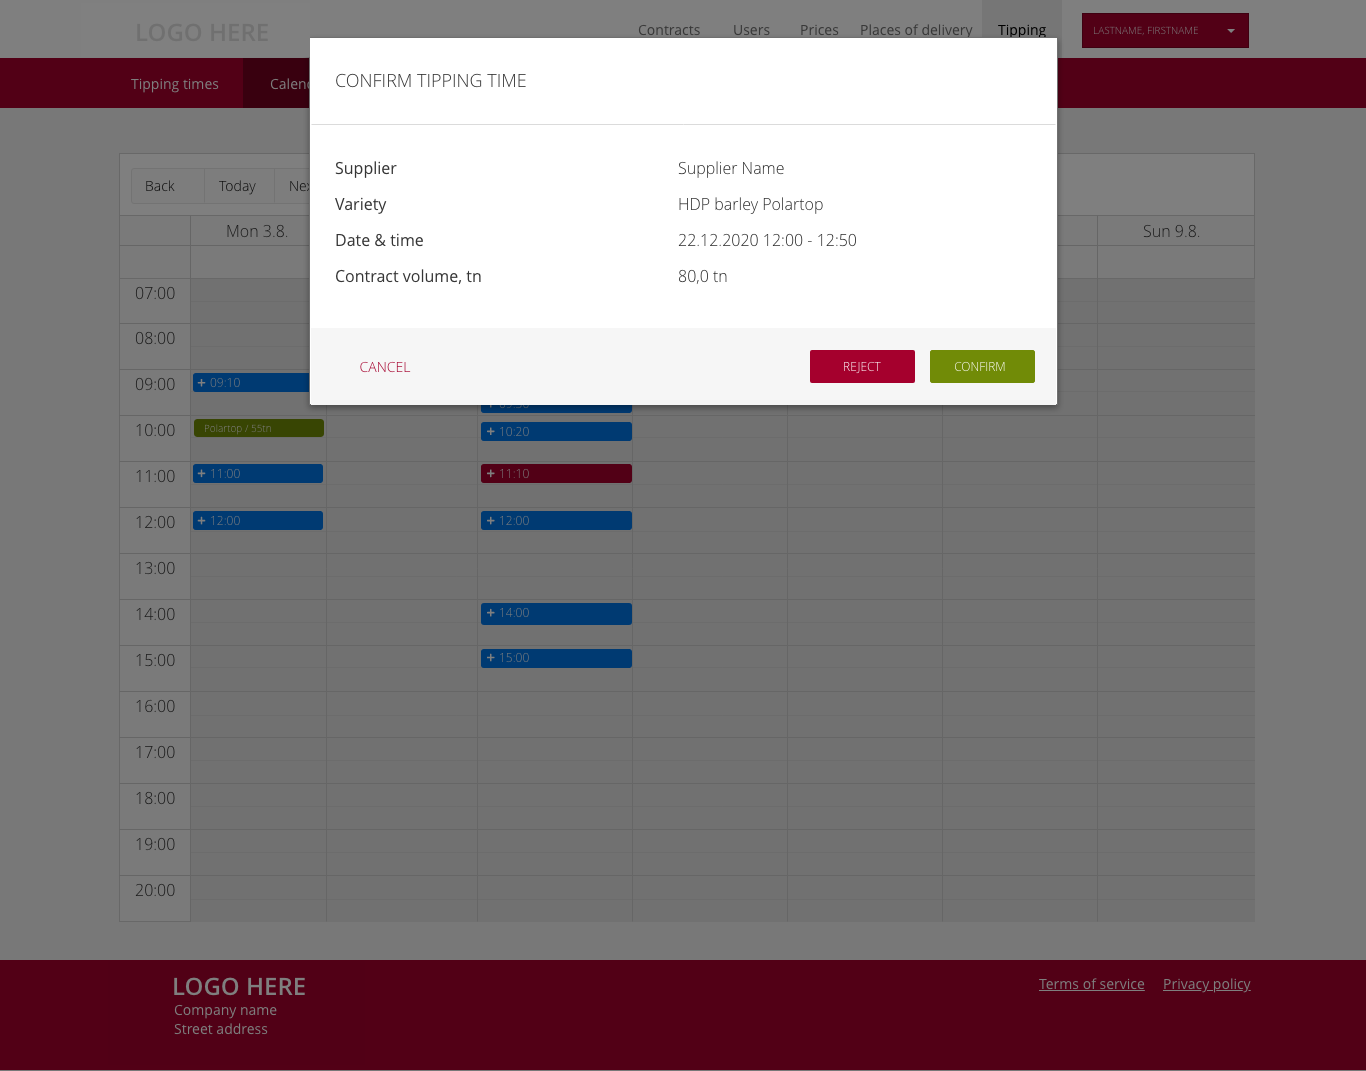 LOGO HERE
Contracts Users Prices Places of delivery Tipping
LASTNAME, FIRSTNAME
Tipping times
CONFIRM TIPPING TIME
Supplier Supplier Name
Variety HDP barley Polartop
Date & time 22.12.2020 12:00 - 12:50
Contract volume, tn 80,0 tn
CANCEL REJECT CONFIRM
Back Today
Mon 3.8. Sun 9.8.
07:00
08:00
09:00 + 09:10
10:00 Polartop / 55tn + 10:20
11:00 + 11:00 + 11:10
12:00 + 12:00 + 12:00
13:00
14:00 + 14:00
15:00 + 15:00
16:00
17:00
18:00
19:00
20:00
LOGO HERE
Company name
Street address
Terms of service Privacy policy